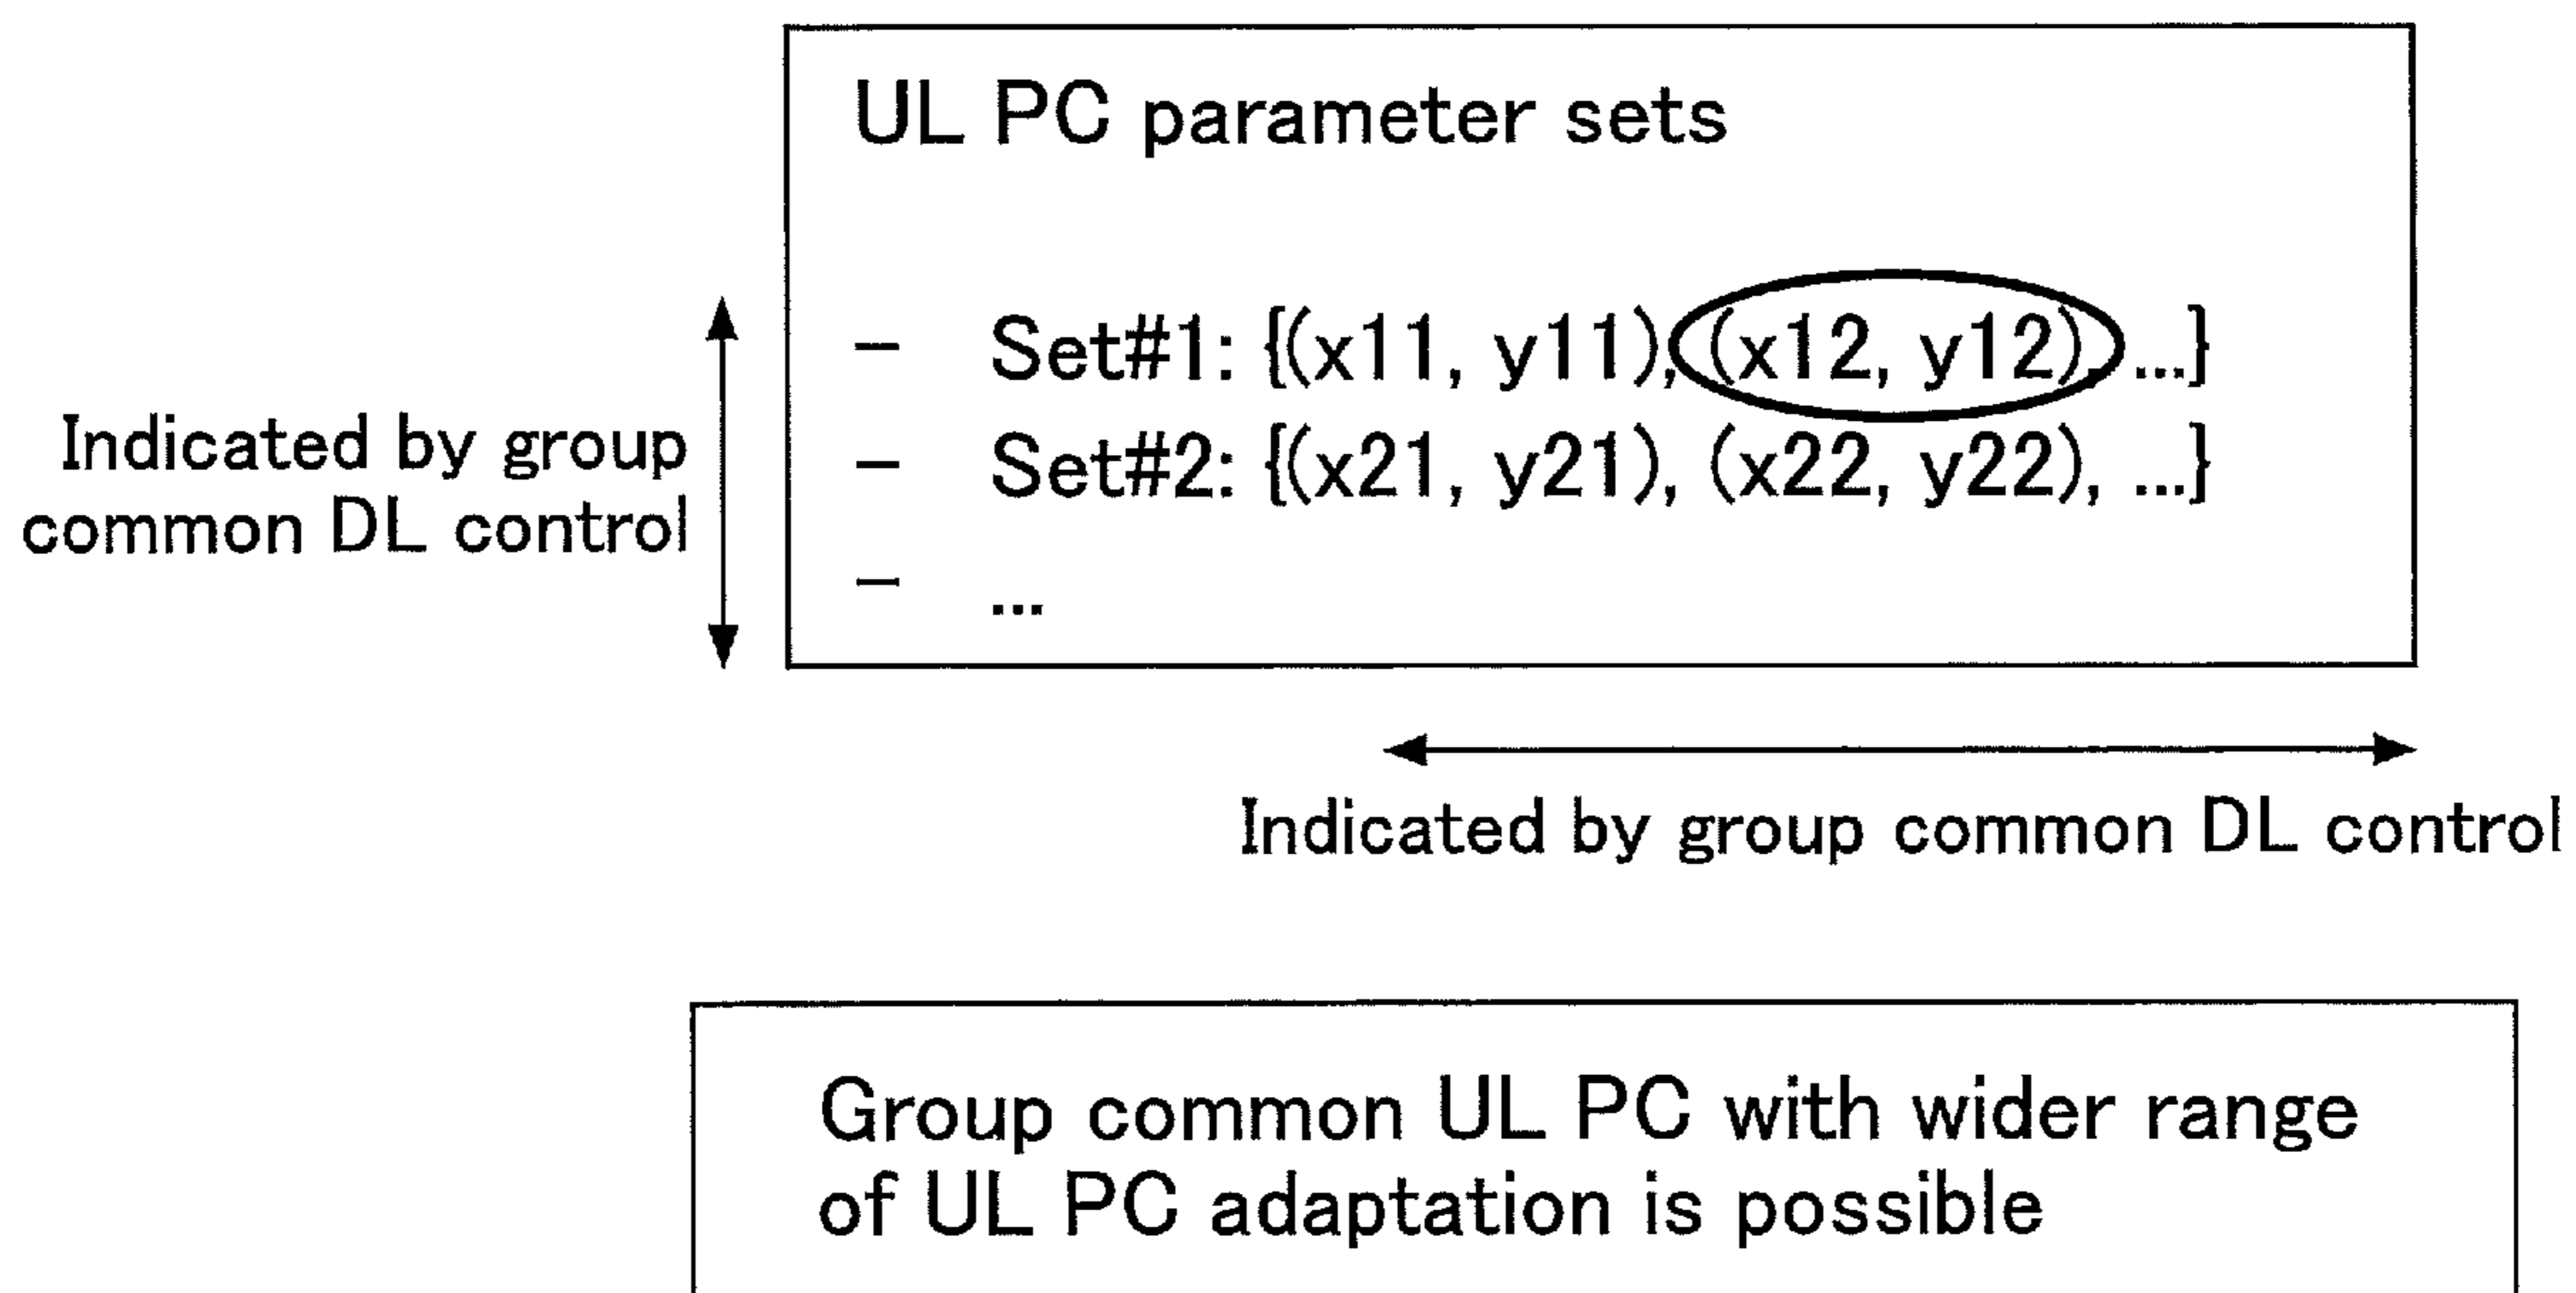 UL PC parameter sets
- Set#1: {(x11, y11), (x12, y12), ...}
- Set#2: {(x21, y21), (x22, y22), ...}
- ...
Indicated by group
common DL control
Indicated by group common DL control
Group common UL PC with wider range
of UL PC adaptation is possible